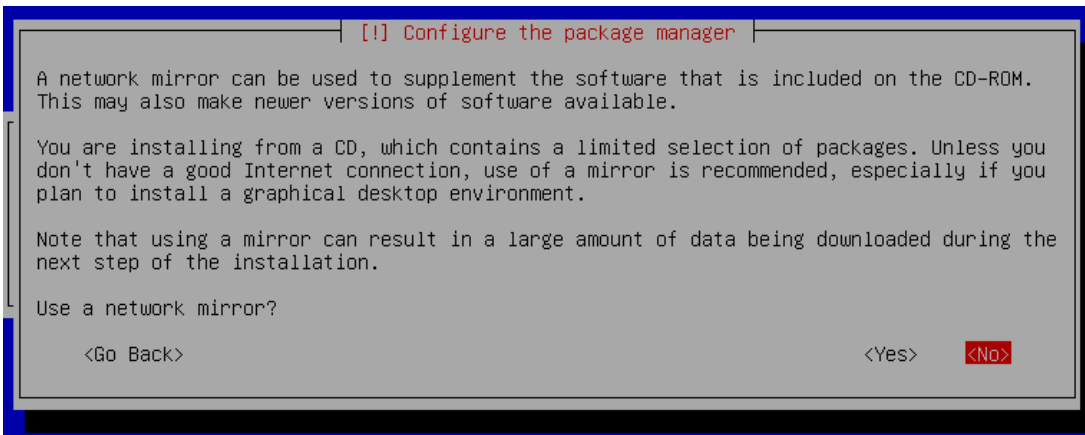 [!] Configure the package manager
A network mirror can be used to supplement the software that is included on the CD-ROM.
This may also make newer versions of software available.
You are installing from a CD, which contains a limited selection of packages. Unless you
don't have a good Internet connection, use of a mirror is recommended, especially if you
plan to install a graphical desktop environment.
Note that using a mirror can result in a large amount of data being downloaded during the
next step of the installation.
Use a network mirror?
<Go Back> <Yes> <No>